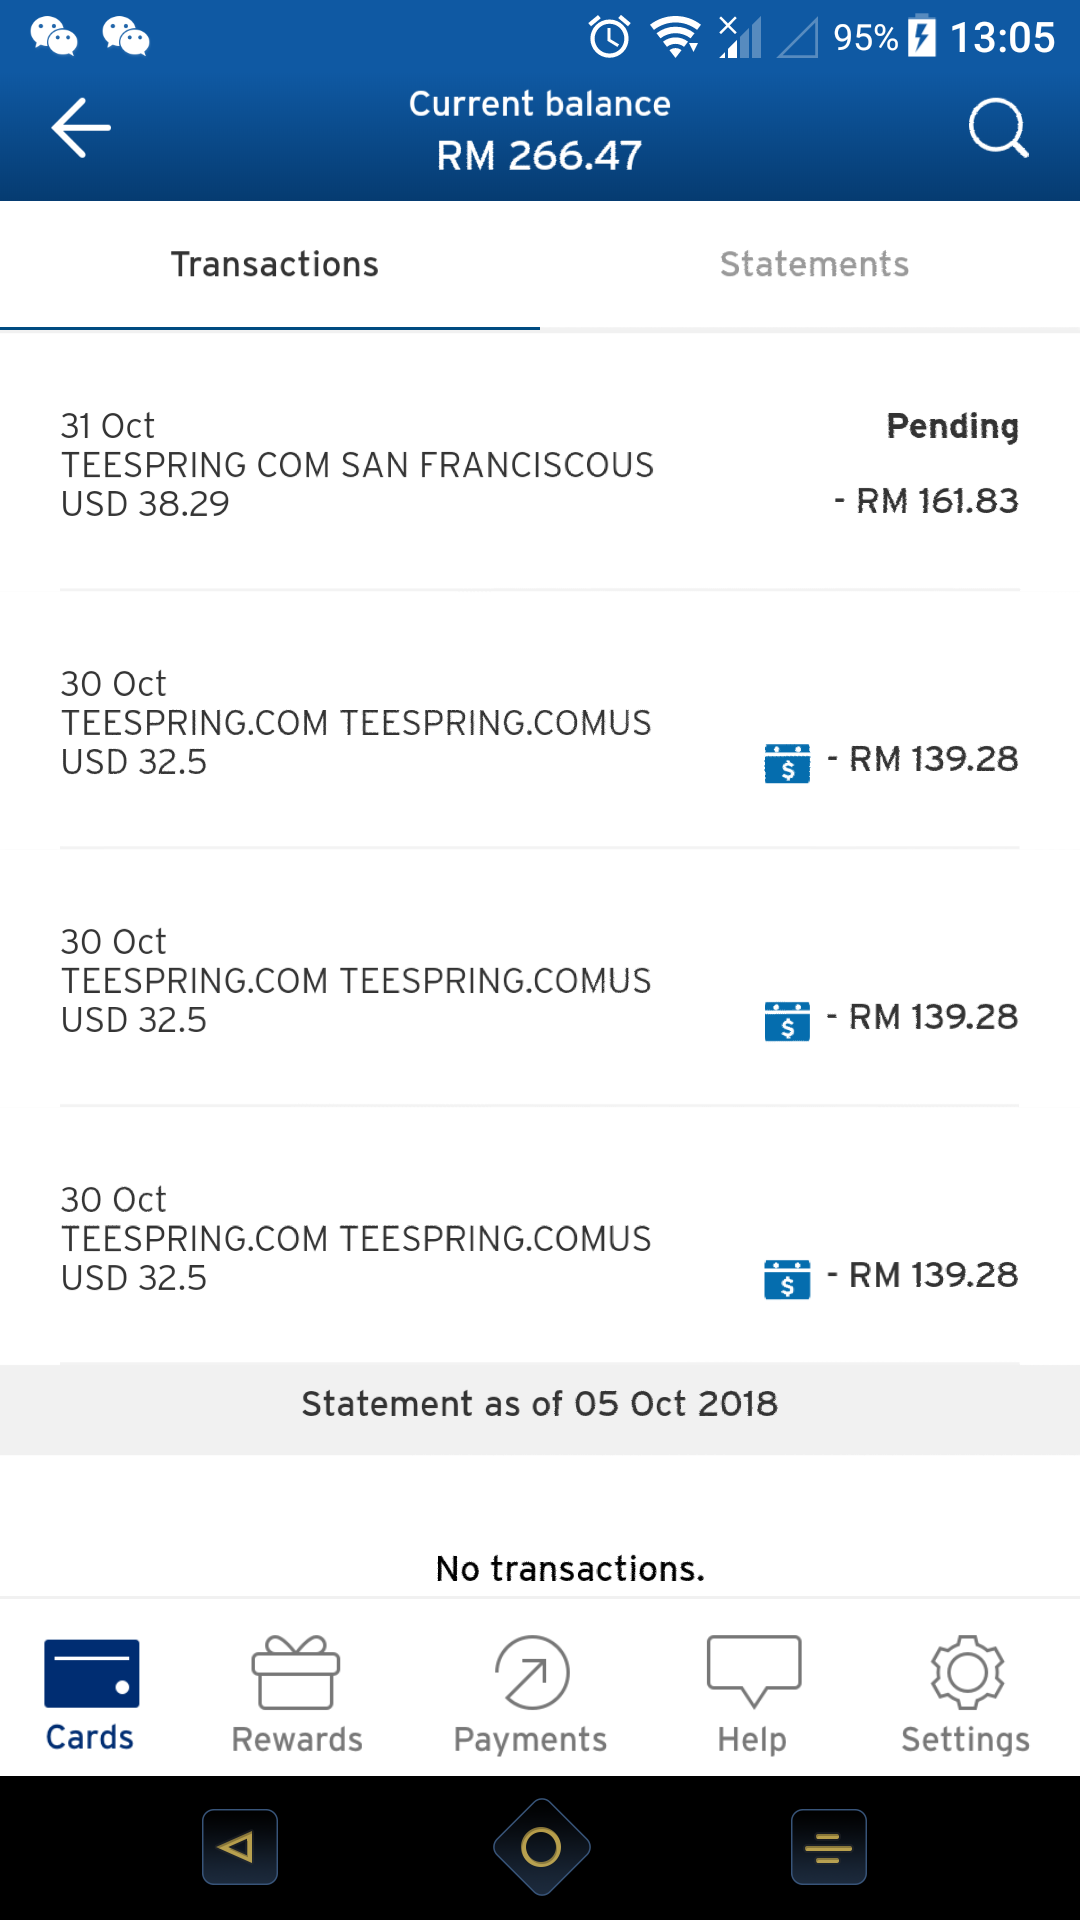 95% 13:05
Current balance
RM 266.47
Transactions Statements
31 Oct Pending
TEESPRING COM SAN FRANCISCOUS
USD 38.29 - RM 161.83
30 Oct
TEESPRING.COM TEESPRING.COMUS
USD 32.5 $ - RM 139.28
30 Oct
TEESPRING.COM TEESPRING.COMUS
USD 32.5 $ - RM 139.28
30 Oct
TEESPRING.COM TEESPRING.COMUS
USD 32.5 $ - RM 139.28
Statement as of 05 Oct 2018
No transactions.
Cards Rewards Payments Help Settings